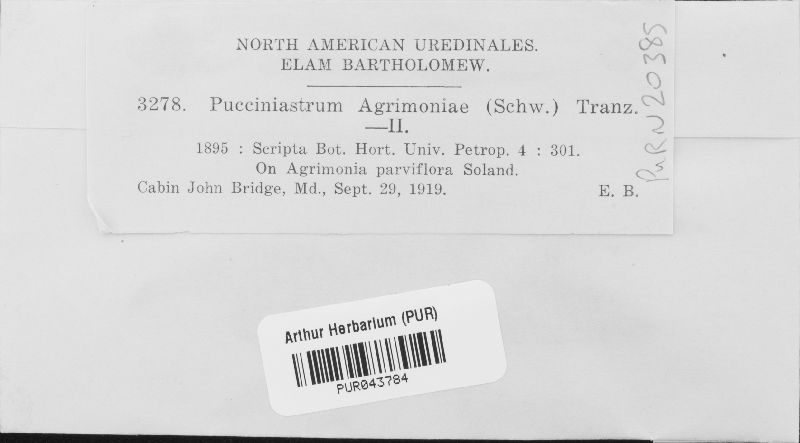 NORTH AMERICAN UREDINALES.
ELAM BARTHOLOMEW.
3278. Pucciniastrum Agrimoniae (Schw.) Tranz.
—II.
1895 : Scripta Bot. Hort. Univ. Petrop. 4 : 301.
On Agrimonia parviflora Soland.
Cabin John Bridge, Md., Sept. 29, 1919. E. B.
PURN20385
Arthur Herbarium (PUR)
PUR043784